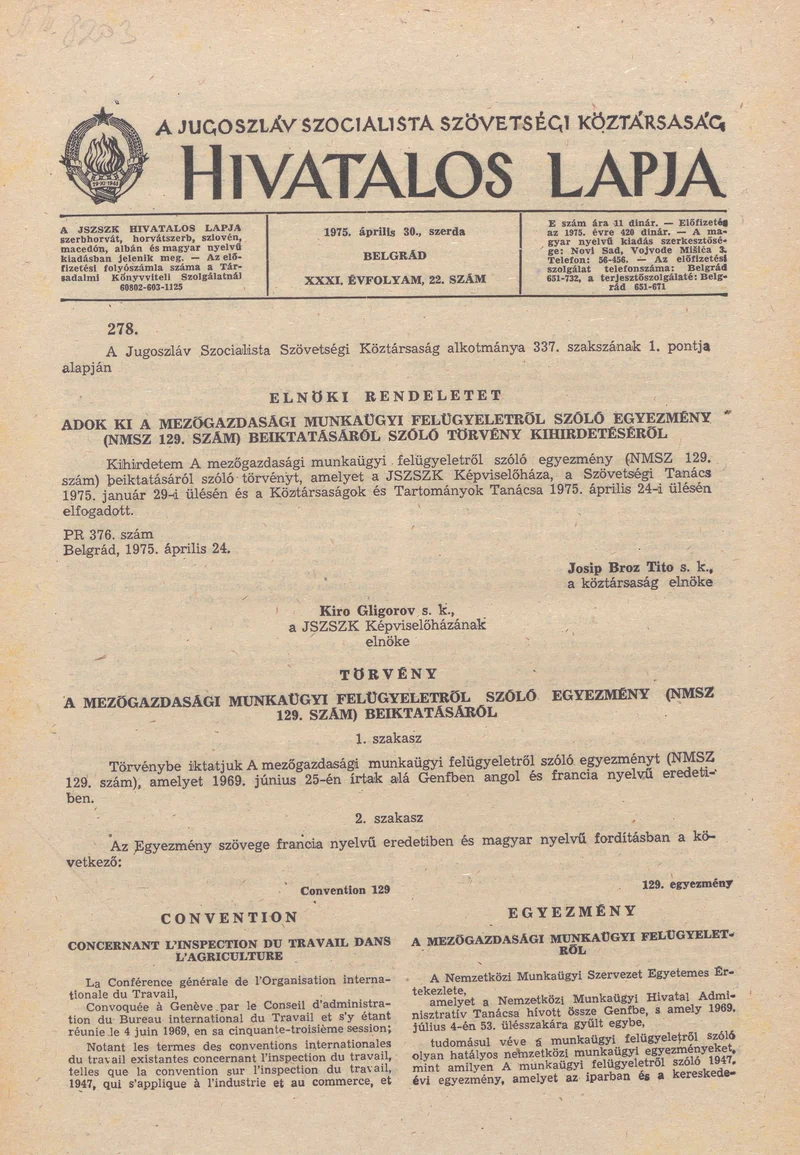 8203
29·XI·1943
A JUGOSZLÁV SZOCIALISTA SZÖVETSÉGI KÖZTÁRSASÁG
HIVATALOS LAPJA
A JSZSZK HIVATALOS LAPJA
szerbhorvát, horvátszerb, szlovén,
macedón, albán és magyar nyelvű
kiadásban jelenik meg. — Az elő-
fizetési folyószámla száma a Tár-
sadalmi Könyvviteli Szolgálatnál
60802-603-1125
1975. április 30., szerda
BELGRÁD
XXXI. ÉVFOLYAM, 22. SZÁM
E szám ára 11 dinár. — Előfizetés
az 1975. évre 420 dinár. — A ma-
gyar nyelvű kiadás szerkesztősé-
ge: Novi Sad, Vojvode Mišića 3.
Telefon: 56-456. — Az előfizetési
szolgálat telefonszáma: Belgrád
651-732, a terjesztőszolgálaté: Belg-
rád 651-671
278.
A Jugoszláv Szocialista Szövetségi Köztársaság alkotmánya 337. szakszának 1. pontja
alapján
ELNÖKI RENDELETET
ADOK KI A MEZŐGAZDASÁGI MUNKAÜGYI FELÜGYELETRŐL SZÓLÓ EGYEZMÉNY
(NMSZ 129. SZÁM) BEIKTATÁSÁRÓL SZÓLÓ TÖRVÉNY KIHIRDETÉSÉRŐL
Kihirdetem A mezőgazdasági munkaügyi felügyeletről szóló egyezmény (NMSZ 129.
szám) beiktatásáról szóló törvényt, amelyet a JSZSZK Képviselőháza, a Szövetségi Tanács
1975. január 29-i ülésén és a Köztársaságok és Tartományok Tanácsa 1975. április 24-i ülésén
elfogadott.
PR 376. szám
Belgrád, 1975. április 24.
Josip Broz Tito s. k.,
a köztársaság elnöke
Kiro Gligorov s. k.,
a JSZSZK Képviselőházának
elnöke
TÖRVÉNY
A MEZŐGAZDASÁGI MUNKAÜGYI FELÜGYELETRŐL SZÓLÓ EGYEZMÉNY (NMSZ
129. SZÁM) BEIKTATÁSÁRÓL
1. szakasz
Törvénybe iktatjuk A mezőgazdasági munkaügyi felügyeletről szóló egyezményt (NMSZ
129. szám), amelyet 1969. június 25-én írtak alá Genfben angol és francia nyelvű eredeti-
ben.
2. szakasz
Az Egyezmény szövege francia nyelvű eredetiben és magyar nyelvű fordításban a kö-
vetkező:
Convention 129
CONVENTION
CONCERNANT L'INSPECTION DU TRAVAIL DANS
L'AGRICULTURE
La Conférence générale de l'Organisation interna-
tionale du Travail,
Convoquée à Genève par le Conseil d'administra-
tion du Bureau international du Travail et s'y étant
réunie le 4 juin 1969, en sa cinquante-troisième session;
Notant les termes des conventions internationales
du travail existantes concernant l'inspection du travail,
telles que la convention sur l'inspection du travail,
1947, qui s'applique à l'industrie et au commerce, et
129. egyezmény
EGYEZMÉNY
A MEZŐGAZDASÁGI MUNKAÜGYI FELÜGYELET-
RŐL
A Nemzetközi Munkaügyi Szervezet Egyetemes Ér-
tekezlete,
amelyet a Nemzetközi Munkaügyi Hivatal Admi-
nisztratív Tanácsa hívott össze Genfbe, s amely 1969.
július 4-én 53. ülésszakára gyűlt egybe,
tudomásul véve a munkaügyi felügyeletről szóló
olyan hatályos nemzetközi munkaügyi egyezményeket,
mint amilyen A munkaügyi felügyeletről szóló 1947.
évi egyezmény, amelyet az iparban és a kereskede-